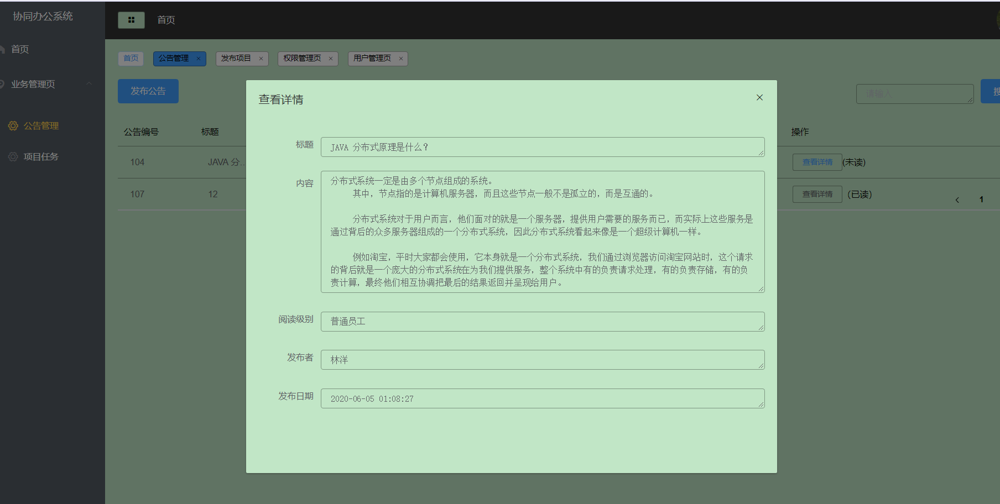 协同办公系统
首页
首页
业务管理页
公告管理
项目任务
首页
公告管理 ×
发布项目 ×
权限管理页 ×
用户管理页 ×
发布公告
请输入
搜
公告编号
标题
操作
104
JAVA 分...
查看详情
(未读)
107
12
查看详情
(已读)
1
查看详情
标题
JAVA 分布式原理是什么？
内容
分布式系统一定是由多个节点组成的系统。
其中，节点指的是计算机服务器，而且这些节点一般不是孤立的，而是互通的。
分布式系统对于用户而言，他们面对的就是一个服务器，提供用户需要的服务而已，而实际上这些服务是
通过背后的众多服务器组成的一个分布式系统，因此分布式系统看起来像是一个超级计算机一样。
例如淘宝，平时大家都会使用，它本身就是一个分布式系统，我们通过浏览器访问淘宝网站时，这个请求
的背后就是一个庞大的分布式系统在为我们提供服务，整个系统中有的负责请求处理，有的负责存储，有的负
责计算，最终他们相互协调把最后的结果返回并呈现给用户。
阅读级别
普通员工
发布者
林洋
发布日期
2020-06-05 01:08:27